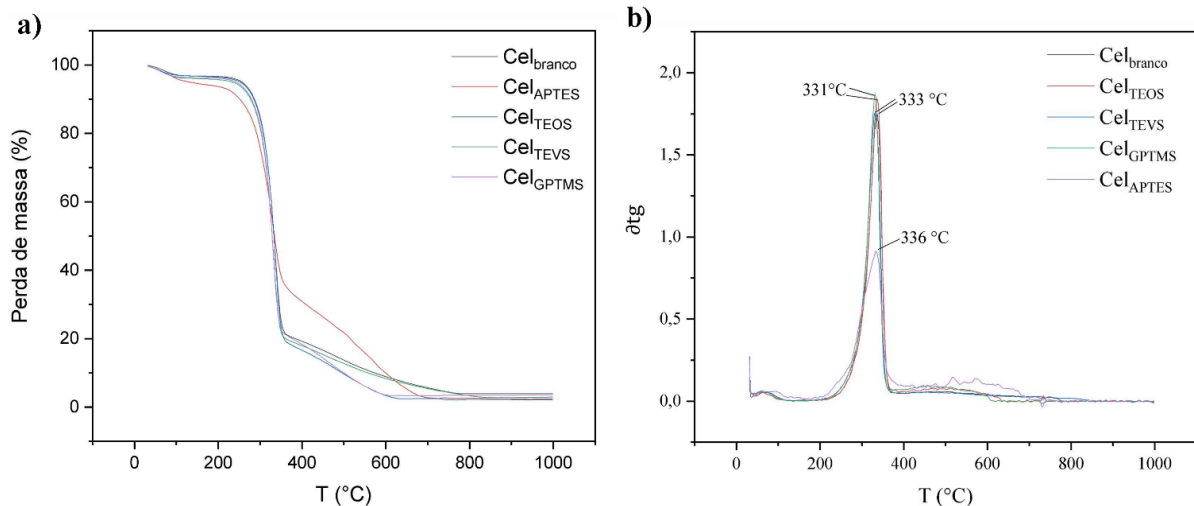 a)
Perda de massa (%)
100
80
60
40
20
0
0
200
400
600
800
1000
T (°C)
Cel_branco
Cel_APTES
Cel_TEOS
Cel_TEVS
Cel_GPTMS
b)
∂tg
2,0
1,5
1,0
0,5
0,0
0
200
400
600
800
1000
T (°C)
331°C
333 °C
336 °C
Cel_branco
Cel_TEOS
Cel_TEVS
Cel_GPTMS
Cel_APTES